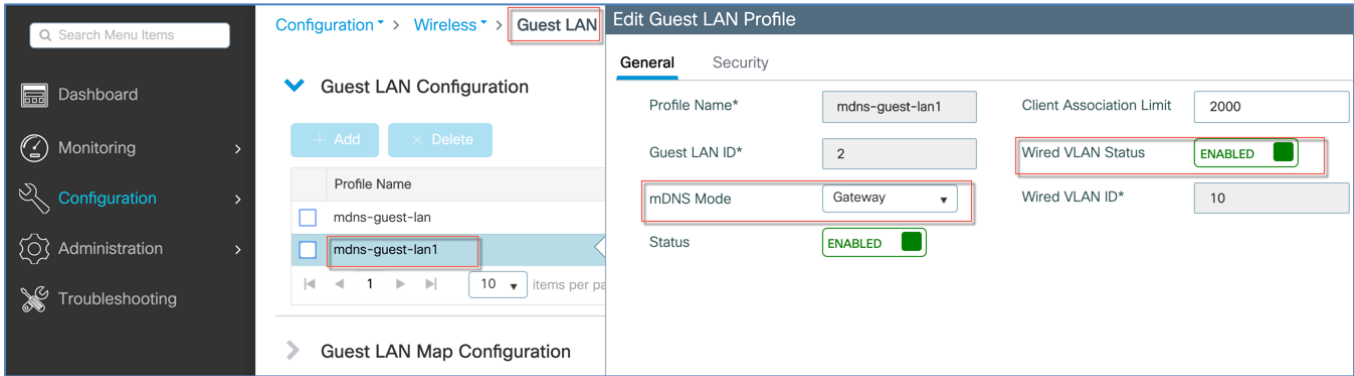 Search Menu Items
Dashboard
Monitoring
Configuration
Administration
Troubleshooting
Configuration > Wireless > Guest LAN
Guest LAN Configuration
+ Add × Delete
Profile Name
mdns-guest-lan
mdns-guest-lan1
1 10 items per pa
Guest LAN Map Configuration
Edit Guest LAN Profile
General Security
Profile Name* mdns-guest-lan1 Client Association Limit 2000
Guest LAN ID* 2 Wired VLAN Status ENABLED
mDNS Mode Gateway Wired VLAN ID* 10
Status ENABLED